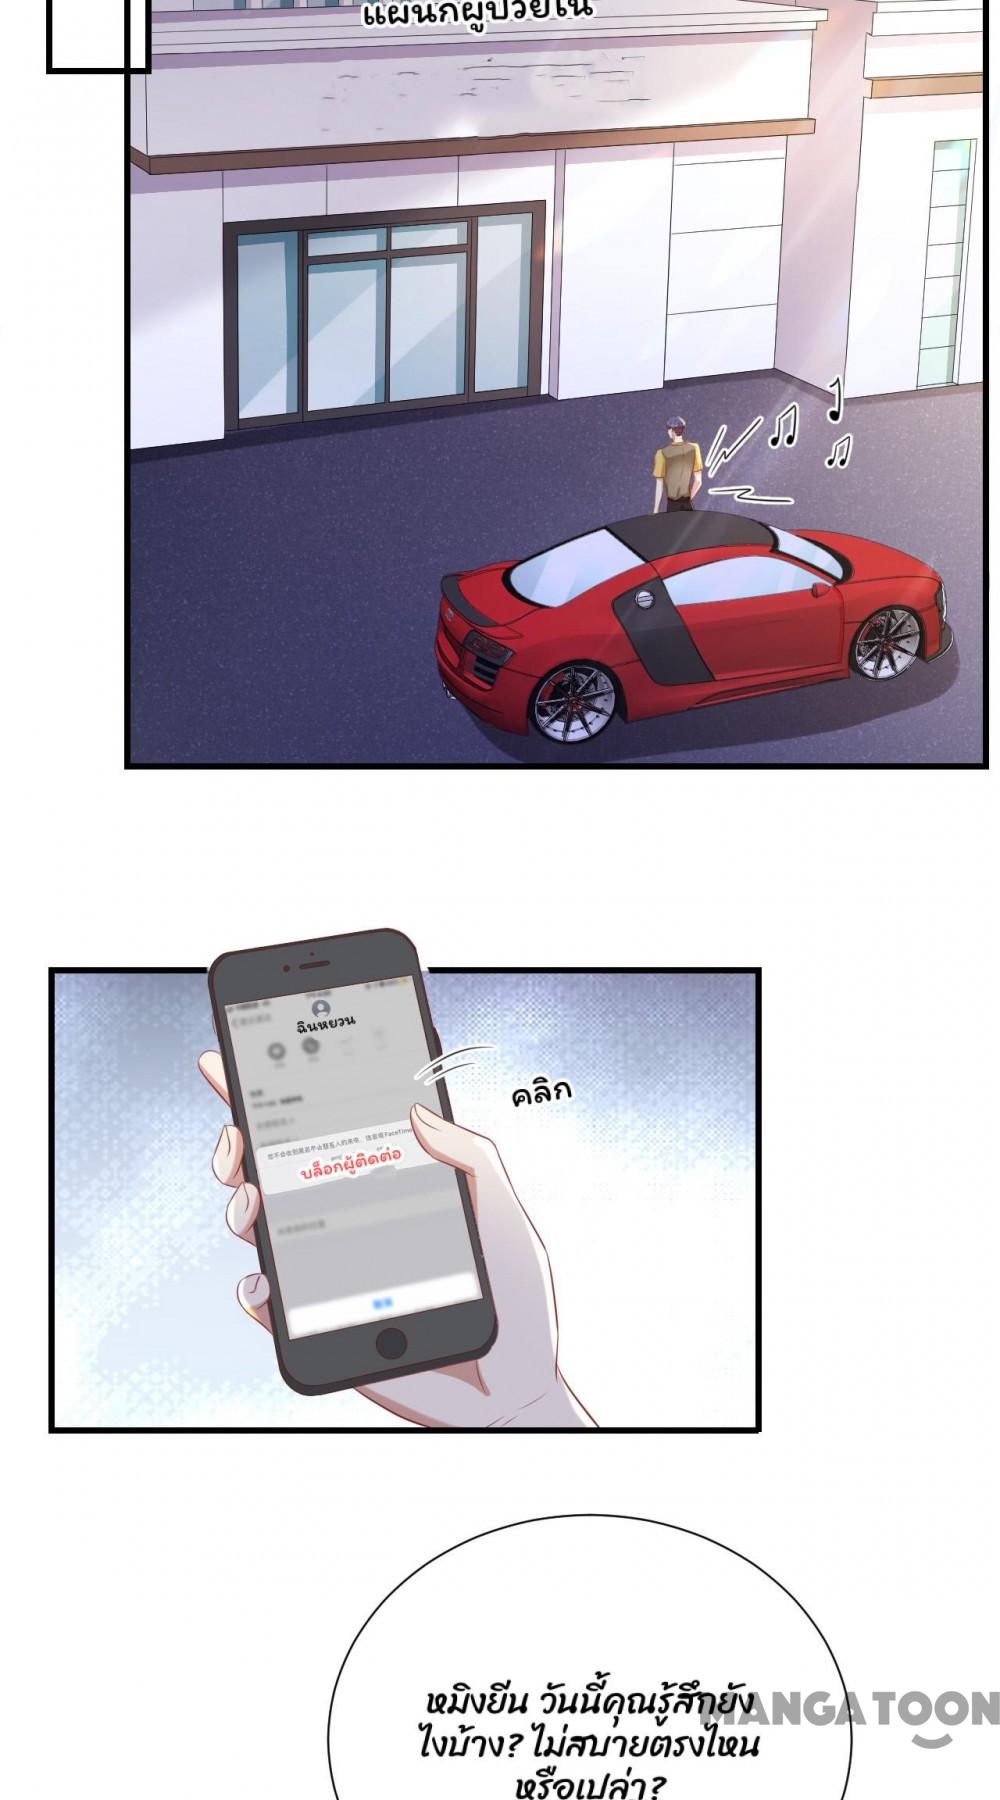 แผนกผู้ป่วยใน
ฉินหยวน
คลิก
บล็อกผู้ติดต่อ
หมิงยีน วันนี้คุณรู้สึกยัง
ไงบ้าง? ไม่สบายตรงไหน
หรือเปล่า?
MANGATOON